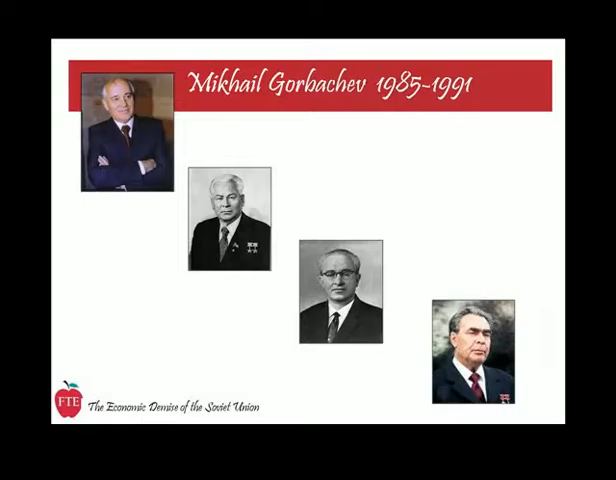 Mikhail Gorbachev 1985-1991
FTE
The Economic Demise of the Soviet Union